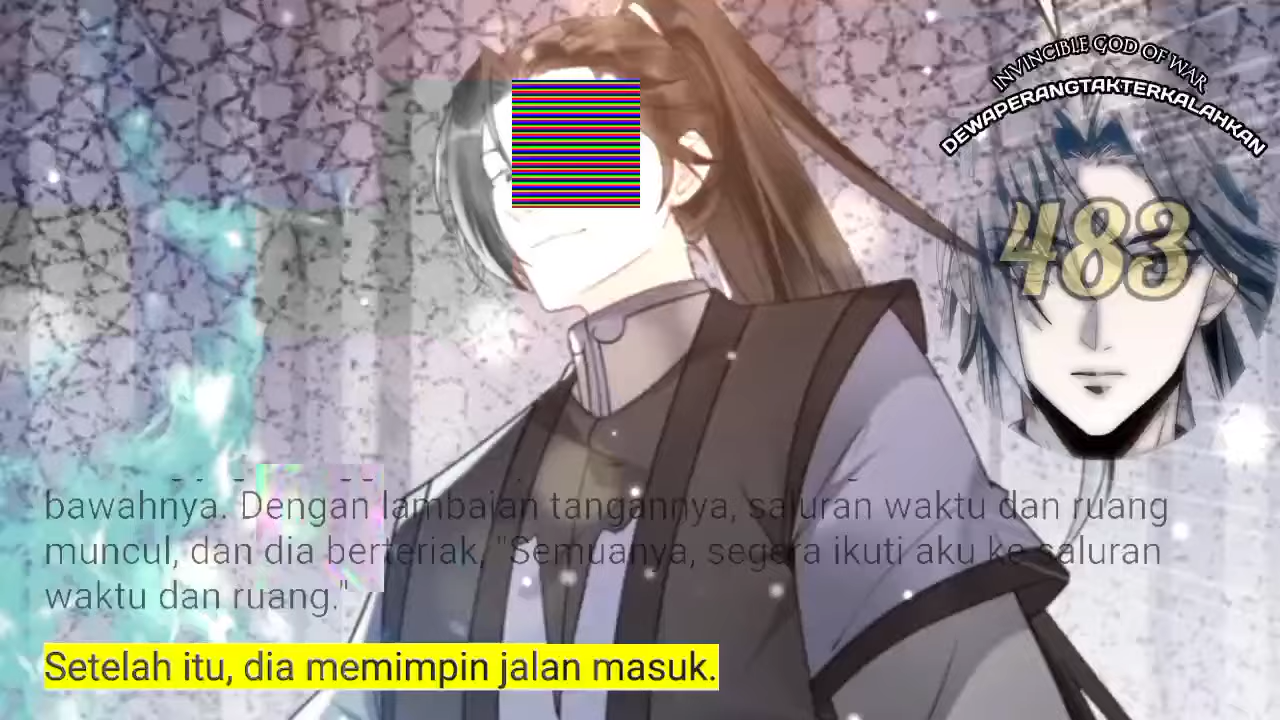 INVINCIBLE GOD OF WAR
DEWAPERANGTAKTERKALAHKAN
483
bawahnya. Dengan lambaian tangannya, saluran waktu dan ruang
muncul, dan dia berteriak, "Semuanya, segera ikuti aku ke saluran
waktu dan ruang."
Setelah itu, dia memimpin jalan masuk.